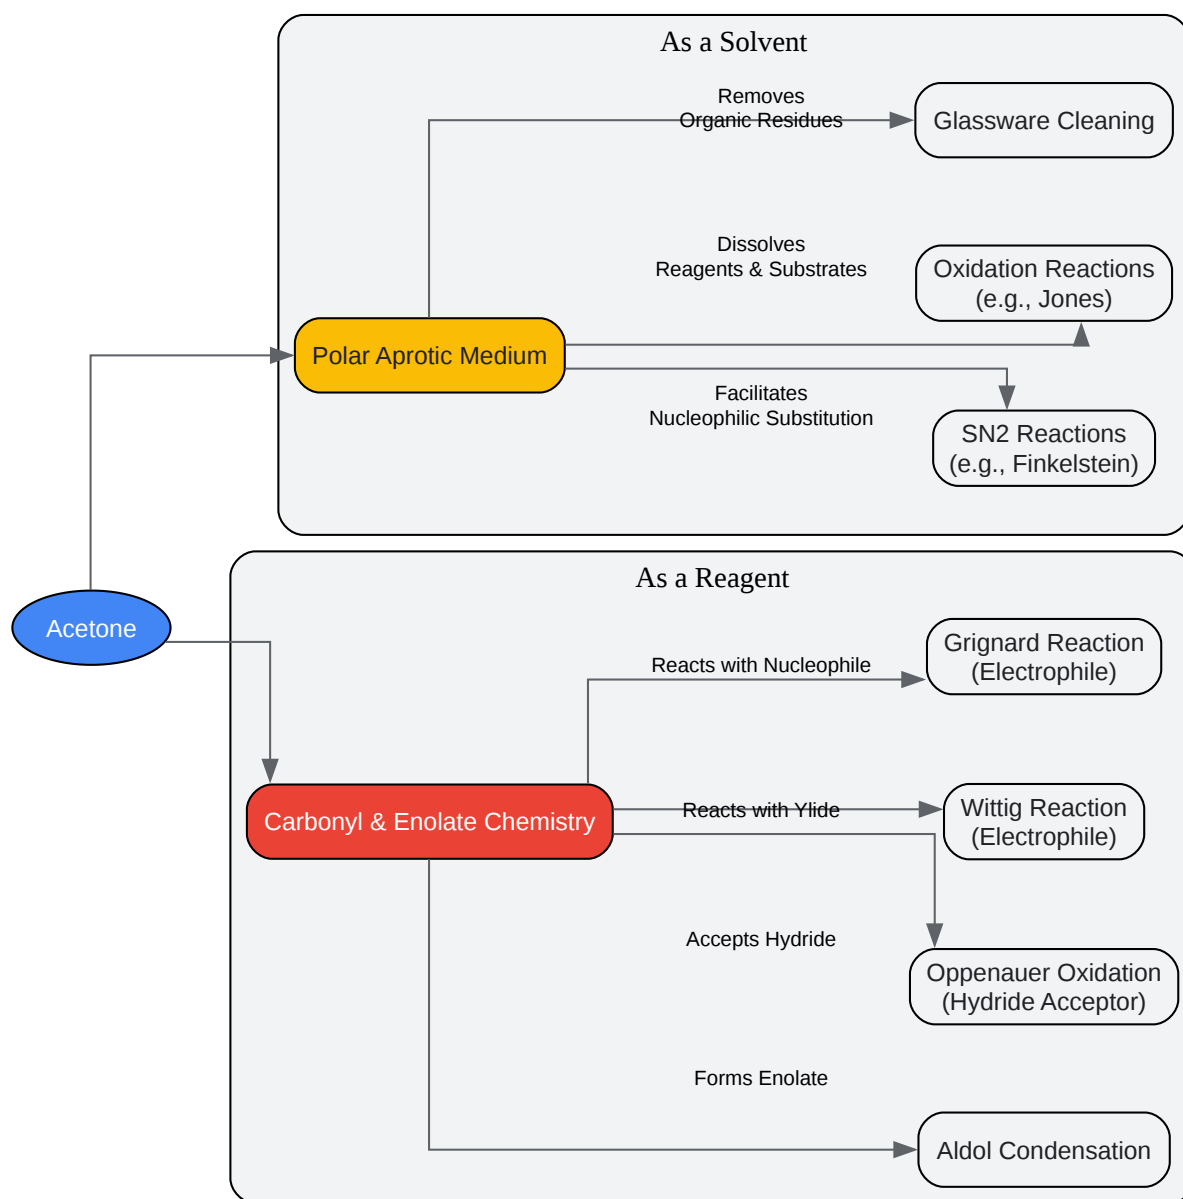 As a Solvent
Removes
Organic Residues
Glassware Cleaning
Dissolves
Reagents & Substrates
Oxidation Reactions
(e.g., Jones)
Polar Aprotic Medium
Facilitates
Nucleophilic Substitution
SN2 Reactions
(e.g., Finkelstein)
As a Reagent
Acetone
Grignard Reaction
(Electrophile)
Reacts with Nucleophile
Carbonyl & Enolate Chemistry
Reacts with Ylide
Wittig Reaction
(Electrophile)
Accepts Hydride
Oppenauer Oxidation
(Hydride Acceptor)
Forms Enolate
Aldol Condensation